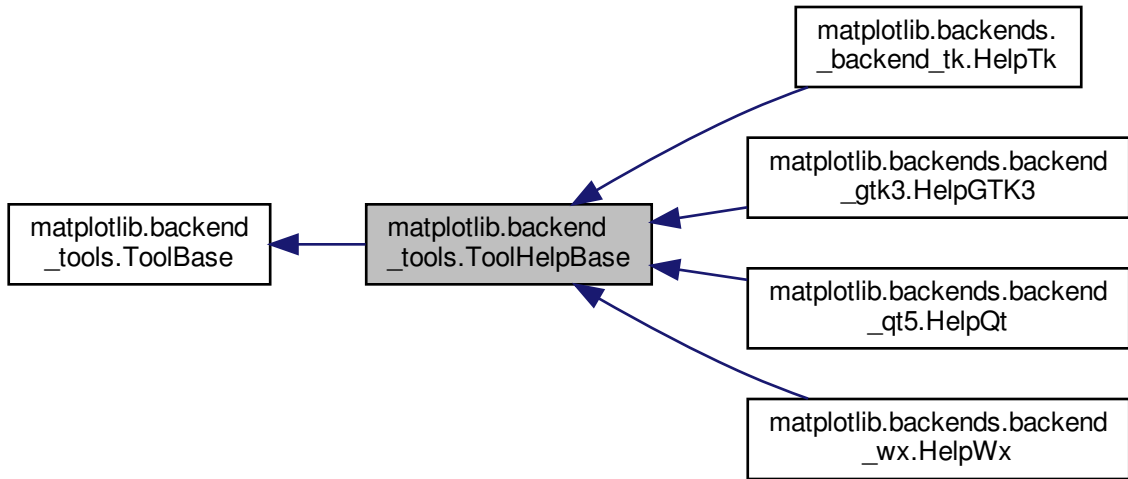 matplotlib.backend
_tools.ToolBase
matplotlib.backend
_tools.ToolHelpBase
matplotlib.backends.
_backend_tk.HelpTk
matplotlib.backends.backend
_gtk3.HelpGTK3
matplotlib.backends.backend
_qt5.HelpQt
matplotlib.backends.backend
_wx.HelpWx